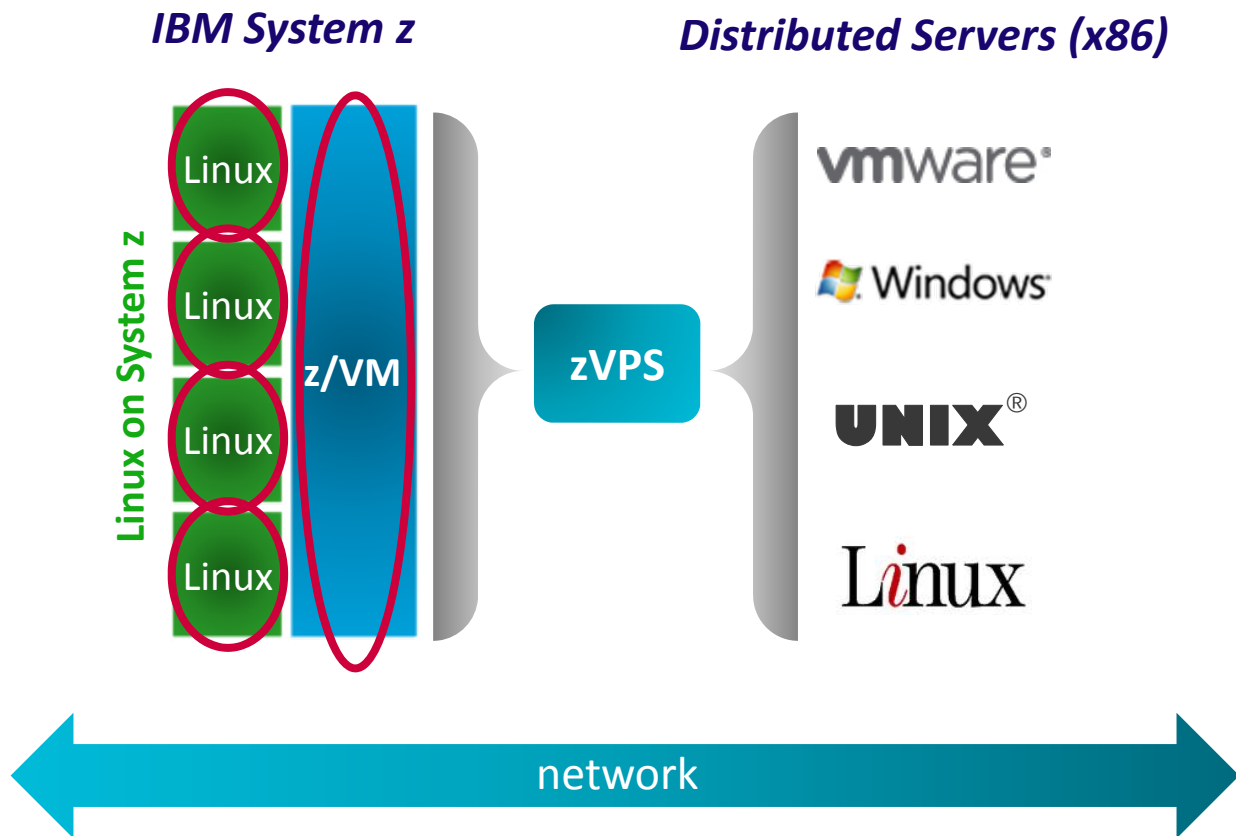 IBM System z
Distributed Servers (x86)
Linux on System z
Linux
Linux
Linux
Linux
z/VM
zVPS
vmware®
Windows®
UNIX®
Linux
network